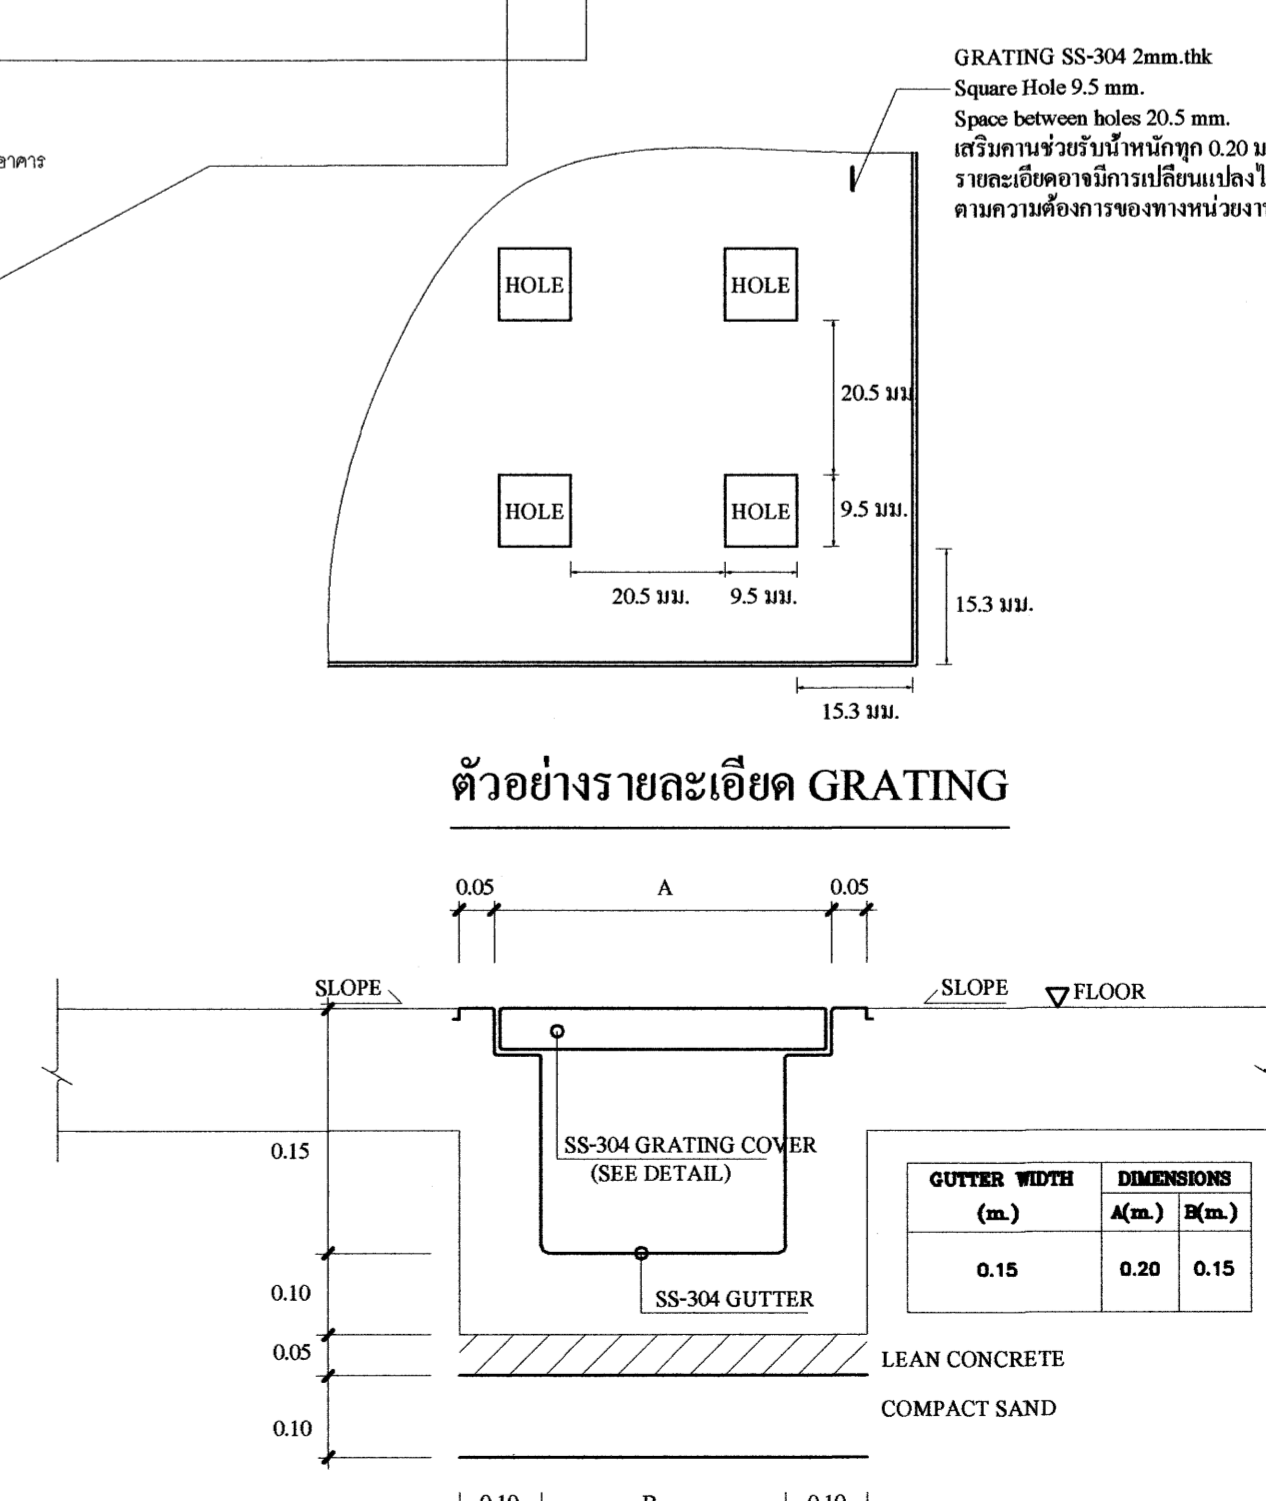 GRATING SS-304 2mm.thk
Square Hole 9.5 mm.
Space between holes 20.5 mm.
เสริมคานช่วยรับน้ำหนักทุก 0.20 ม
รายละเอียดอาจมีการเปลี่ยนแปลงไ
ตามความต้องการของทางหน่วยงา
อาคาร
HOLE HOLE
20.5 มม
HOLE HOLE
9.5 มม.
20.5 มม. 9.5 มม.
15.3 มม.
15.3 มม.
ตัวอย่างรายละเอียด GRATING
0.05 A 0.05
SLOPE SLOPE FLOOR
0.15
SS-304 GRATING COVER
(SEE DETAIL)
GUTTER WIDTH DIMENSIONS
(m.) A(m.) B(m.)
0.15 0.20 0.15
0.10
SS-304 GUTTER
0.05
LEAN CONCRETE
COMPACT SAND
0.10
0.10 B 0.10